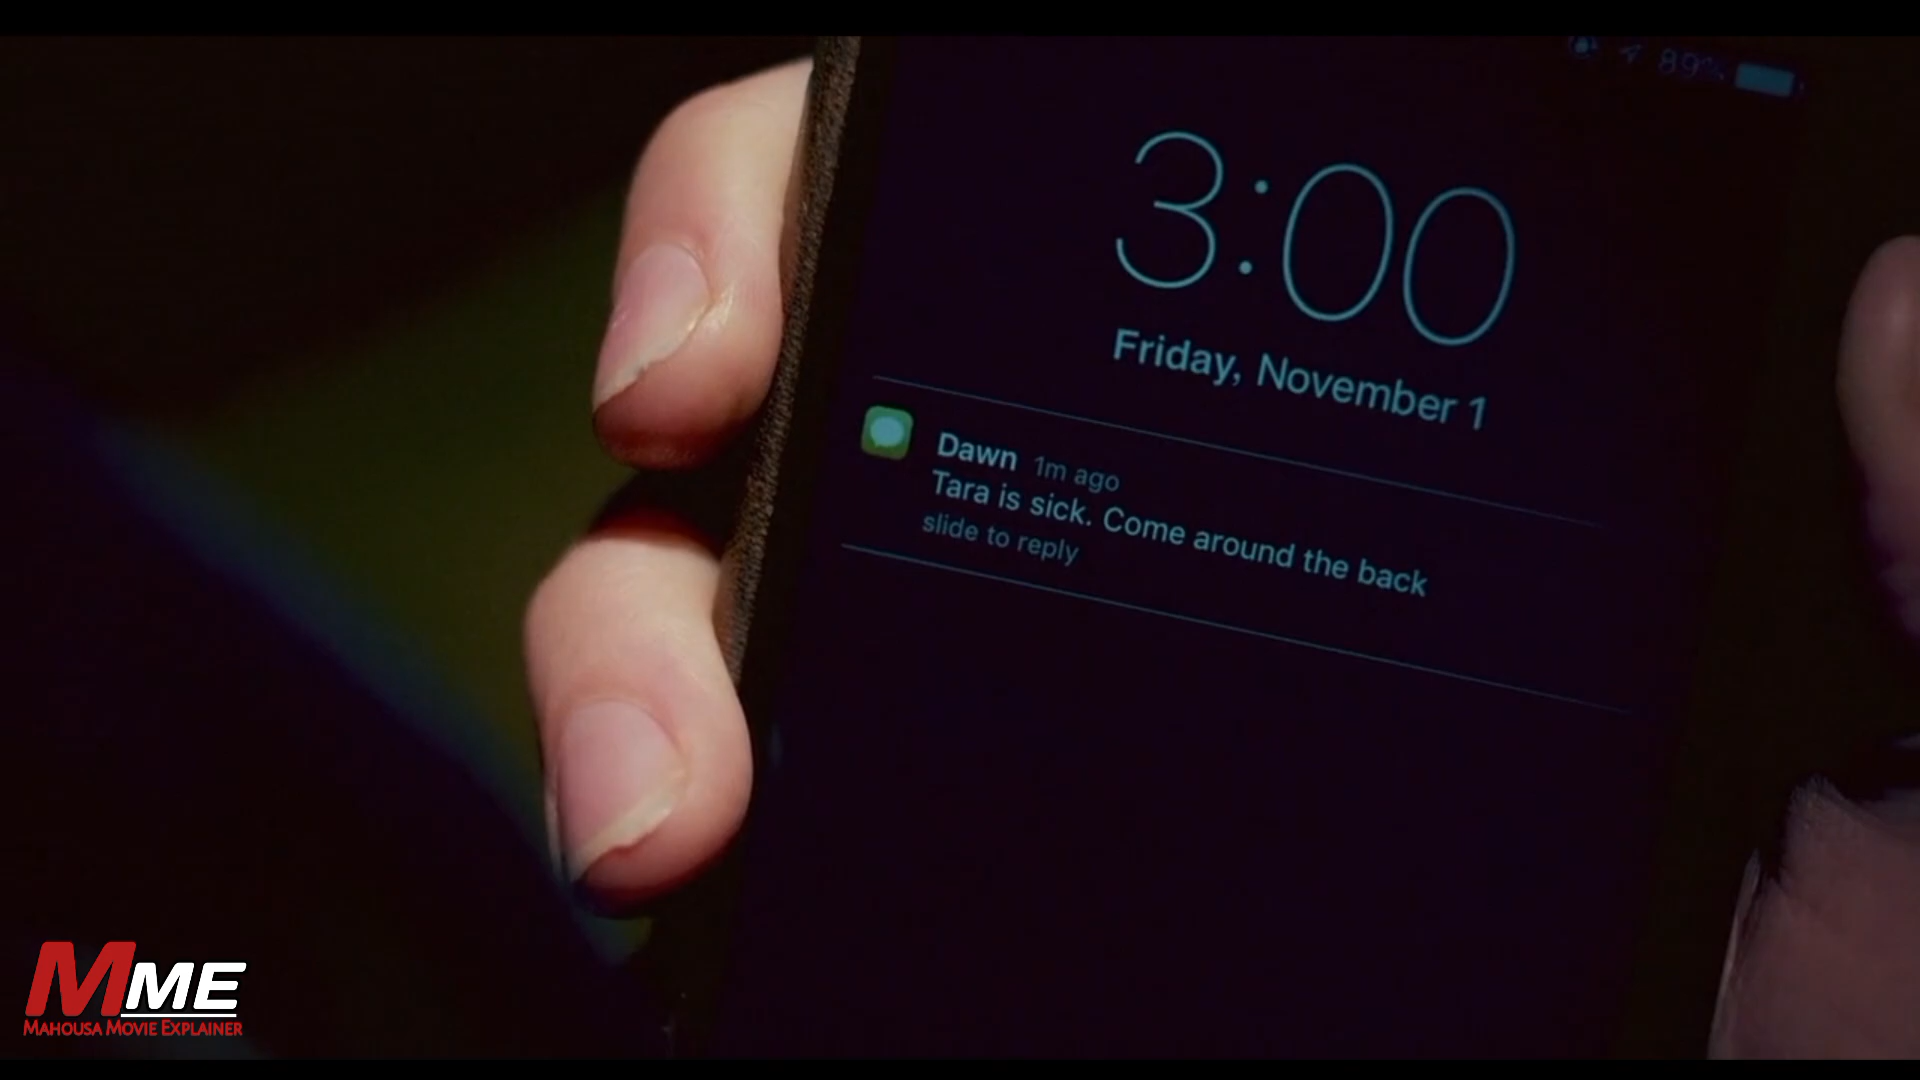 89%
3:00
Friday, November 1
Dawn 1m ago
Tara is sick. Come around the back
slide to reply
MME
MAHOUSA MOVIE EXPLAINER